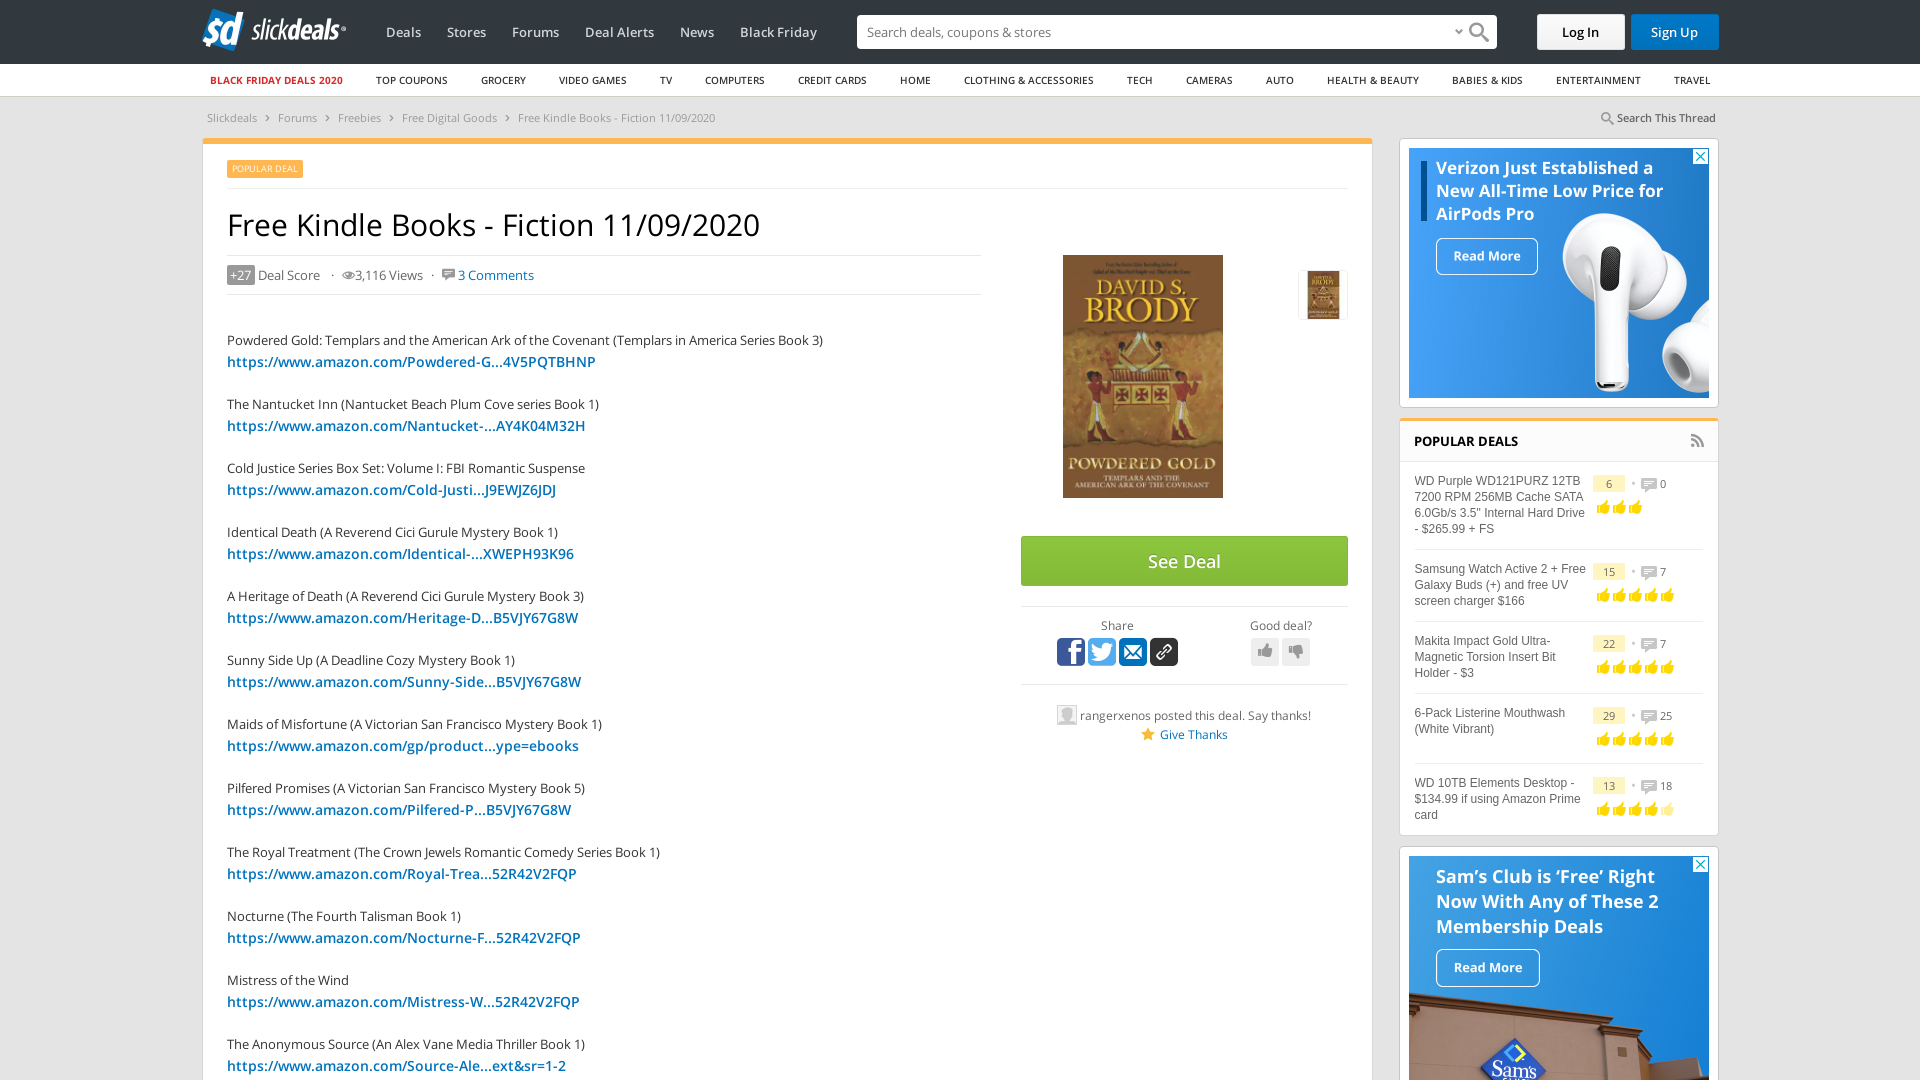 slickdeals
Deals
Stores
Forums
Deal Alerts
News
Black Friday
Search deals, coupons & stores
Log In
Sign Up
BLACK FRIDAY DEALS 2020
TOP COUPONS
GROCERY
VIDEO GAMES
TV
COMPUTERS
CREDIT CARDS
HOME
CLOTHING & ACCESSORIES
TECH
CAMERAS
AUTO
HEALTH & BEAUTY
BABIES & KIDS
ENTERTAINMENT
TRAVEL
Slickdeals › Forums › Freebies › Free Digital Goods › Free Kindle Books - Fiction 11/09/2020
Search This Thread
POPULAR DEAL
Free Kindle Books - Fiction 11/09/2020
+27 Deal Score · 3,116 Views · 3 Comments
Powdered Gold: Templars and the American Ark of the Covenant (Templars in America Series Book 3)
https://www.amazon.com/Powdered-G...4V5PQTBHNP
The Nantucket Inn (Nantucket Beach Plum Cove series Book 1)
https://www.amazon.com/Nantucket-...AY4K04M32H
Cold Justice Series Box Set: Volume I: FBI Romantic Suspense
https://www.amazon.com/Cold-Justi...J9EWJZ6JDJ
Identical Death (A Reverend Cici Gurule Mystery Book 1)
https://www.amazon.com/Identical-...XWEPH93K96
A Heritage of Death (A Reverend Cici Gurule Mystery Book 3)
https://www.amazon.com/Heritage-D...B5VJY67G8W
Sunny Side Up (A Deadline Cozy Mystery Book 1)
https://www.amazon.com/Sunny-Side...B5VJY67G8W
Maids of Misfortune (A Victorian San Francisco Mystery Book 1)
https://www.amazon.com/gp/product...ype=ebooks
Pilfered Promises (A Victorian San Francisco Mystery Book 5)
https://www.amazon.com/Pilfered-P...B5VJY67G8W
The Royal Treatment (The Crown Jewels Romantic Comedy Series Book 1)
https://www.amazon.com/Royal-Trea...52R42V2FQP
Nocturne (The Fourth Talisman Book 1)
https://www.amazon.com/Nocturne-F...52R42V2FQP
Mistress of the Wind
https://www.amazon.com/Mistress-W...52R42V2FQP
The Anonymous Source (An Alex Vane Media Thriller Book 1)
https://www.amazon.com/Source-Ale...ext&sr=1-2
DAVID S.
BRODY
POWDERED GOLD
TEMPLARS AND THE
AMERICAN ARK OF THE COVENANT
See Deal
Share
Good deal?
rangerxenos posted this deal. Say thanks!
Give Thanks
Verizon Just Established a
New All-Time Low Price for
AirPods Pro
Read More
POPULAR DEALS
WD Purple WD121PURZ 12TB
7200 RPM 256MB Cache SATA
6.0Gb/s 3.5" Internal Hard Drive
- $265.99 + FS
6 • 0
Samsung Watch Active 2 + Free
Galaxy Buds (+) and free UV
screen charger $166
15 • 7
Makita Impact Gold Ultra-
Magnetic Torsion Insert Bit
Holder - $3
22 • 7
6-Pack Listerine Mouthwash
(White Vibrant)
29 • 25
WD 10TB Elements Desktop -
$134.99 if using Amazon Prime
card
13 • 18
Sam's Club is 'Free' Right
Now With Any of These 2
Membership Deals
Read More
Sam's